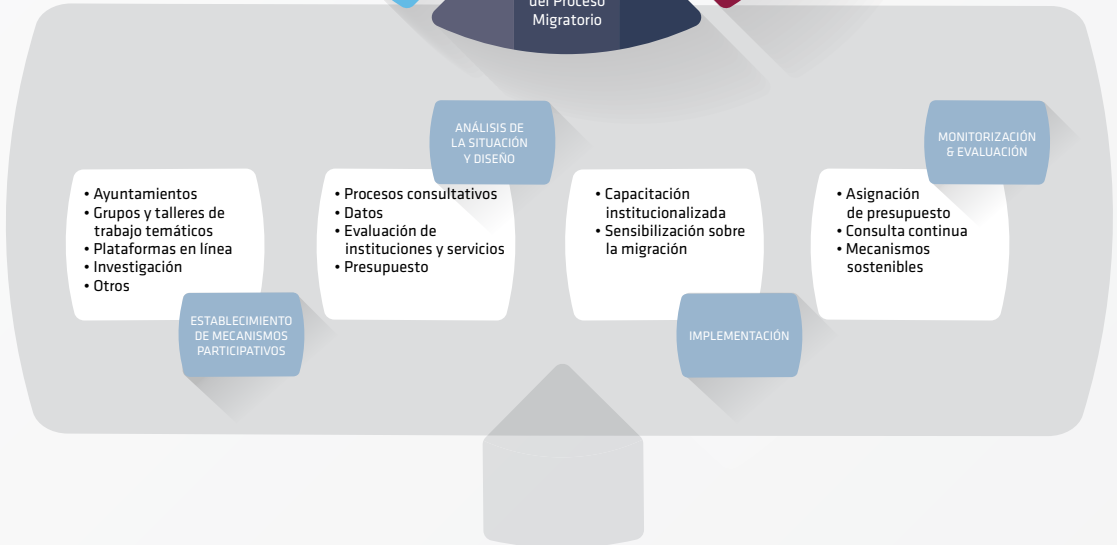 del Proceso
Migratorio
• Ayuntamientos
• Grupos y talleres de
trabajo temáticos
• Plataformas en línea
• Investigación
• Otros
ESTABLECIMIENTO
DE MECANISMOS
PARTICIPATIVOS
ANÁLISIS DE
LA SITUACIÓN
Y DISEÑO
• Procesos consultativos
• Datos
• Evaluación de
instituciones y servicios
• Presupuesto
• Capacitación
institucionalizada
• Sensibilización sobre
la migración
IMPLEMENTACIÓN
MONITORIZACIÓN
& EVALUACIÓN
• Asignación
de presupuesto
• Consulta continua
• Mecanismos
sostenibles